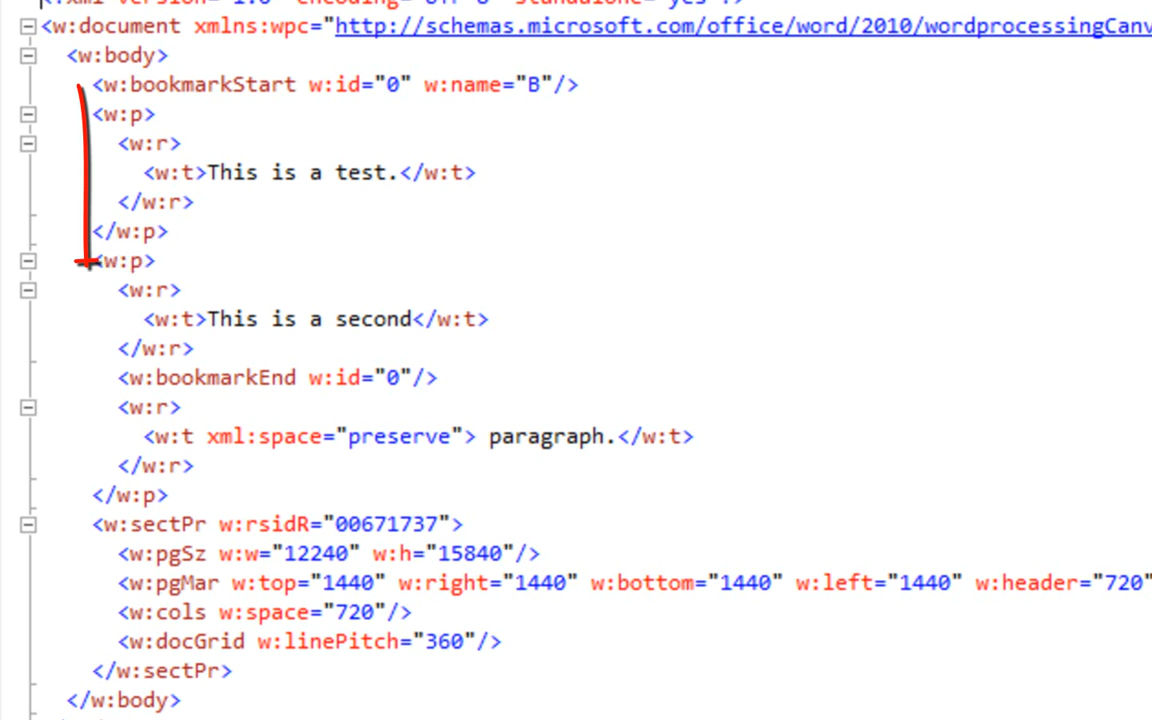 <w:document xmlns:wpc="http://schemas.microsoft.com/office/word/2010/wordprocessingCanv
<w:body>
<w:bookmarkStart w:id="0" w:name="B"/>
<w:p>
<w:r>
<w:t>This is a test.</w:t>
</w:r>
</w:p>
<w:p>
<w:r>
<w:t>This is a second</w:t>
</w:r>
<w:bookmarkEnd w:id="0"/>
<w:r>
<w:t xml:space="preserve"> paragraph.</w:t>
</w:r>
</w:p>
<w:sectPr w:rsidR="00671737">
<w:pgSz w:w="12240" w:h="15840"/>
<w:pgMar w:top="1440" w:right="1440" w:bottom="1440" w:left="1440" w:header="720"
<w:cols w:space="720"/>
<w:docGrid w:linePitch="360"/>
</w:sectPr>
</w:body>